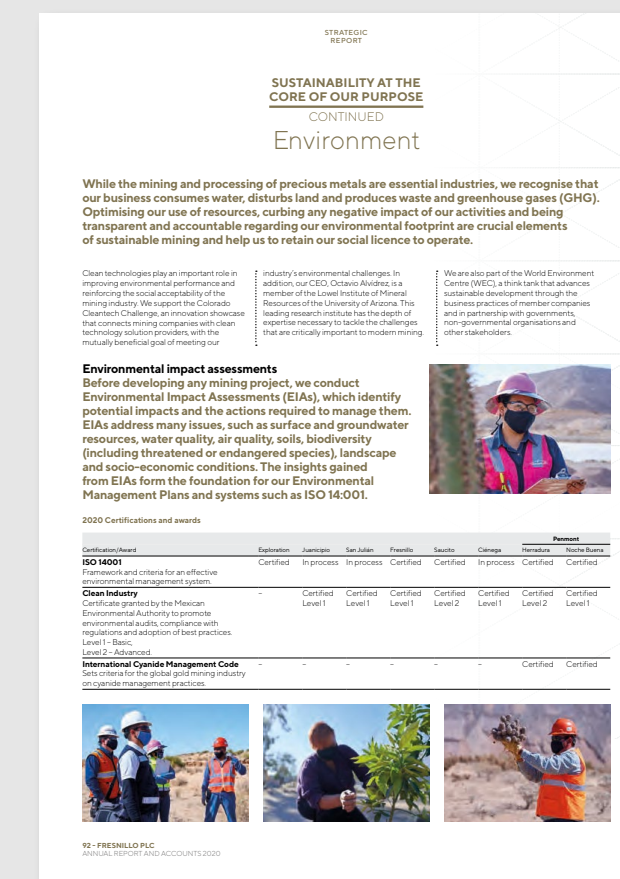 STRATEGIC
REPORT
SUSTAINABILITY AT THE
CORE OF OUR PURPOSE
CONTINUED
Environment
While the mining and processing of precious metals are essential industries, we recognise that
our business consumes water, disturbs land and produces waste and greenhouse gases (GHG).
Optimising our use of resources, curbing any negative impact of our activities and being
transparent and accountable regarding our environmental footprint are crucial elements
of sustainable mining and help us to retain our social licence to operate.
Clean technologies play an important role in
improving environmental performance and
reinforcing the social acceptability of the
mining industry. We support the Colorado
Cleantech Challenge, an innovation showcase
that connects mining companies with clean
technology solution providers, with the
mutually beneficial goal of meeting our
industry's environmental challenges. In
addition, our CEO, Octavio Alvídrez, is a
member of the Lowel Institute of Mineral
Resources of the University of Arizona. This
leading research institute has the depth of
expertise necessary to tackle the challenges
that are critically important to modern mining.
We are also part of the World Environment
Centre (WEC), a think tank that advances
sustainable development through the
business practices of member companies
and in partnership with governments,
non-governmental organisations and
other stakeholders.
Environmental impact assessments
Before developing any mining project, we conduct
Environmental Impact Assessments (EIAs), which identify
potential impacts and the actions required to manage them.
EIAs address many issues, such as surface and groundwater
resources, water quality, air quality, soils, biodiversity
(including threatened or endangered species), landscape
and socio-economic conditions. The insights gained
from EIAs form the foundation for our Environmental
Management Plans and systems such as ISO 14:001.
2020 Certifications and awards
Penmont
Certification/Award Exploration Juanicipio San Julián Fresnillo Saucito Ciénega Herradura Noche Buena
ISO 14001 Certified In process In process Certified Certified In process Certified Certified
Framework and criteria for an effective
environmental management system.
Clean Industry – Certified Certified Certified Certified Certified Certified Certified
Certificate granted by the Mexican Level 1 Level 1 Level 1 Level 2 Level 1 Level 2 Level 1
Environmental Authority to promote
environmental audits, compliance with
regulations and adoption of best practices.
Level 1 – Basic,
Level 2 – Advanced.
International Cyanide Management Code – – – – – – Certified Certified
Sets criteria for the global gold mining industry
on cyanide management practices.
92 - FRESNILLO PLC
ANNUAL REPORT AND ACCOUNTS 2020